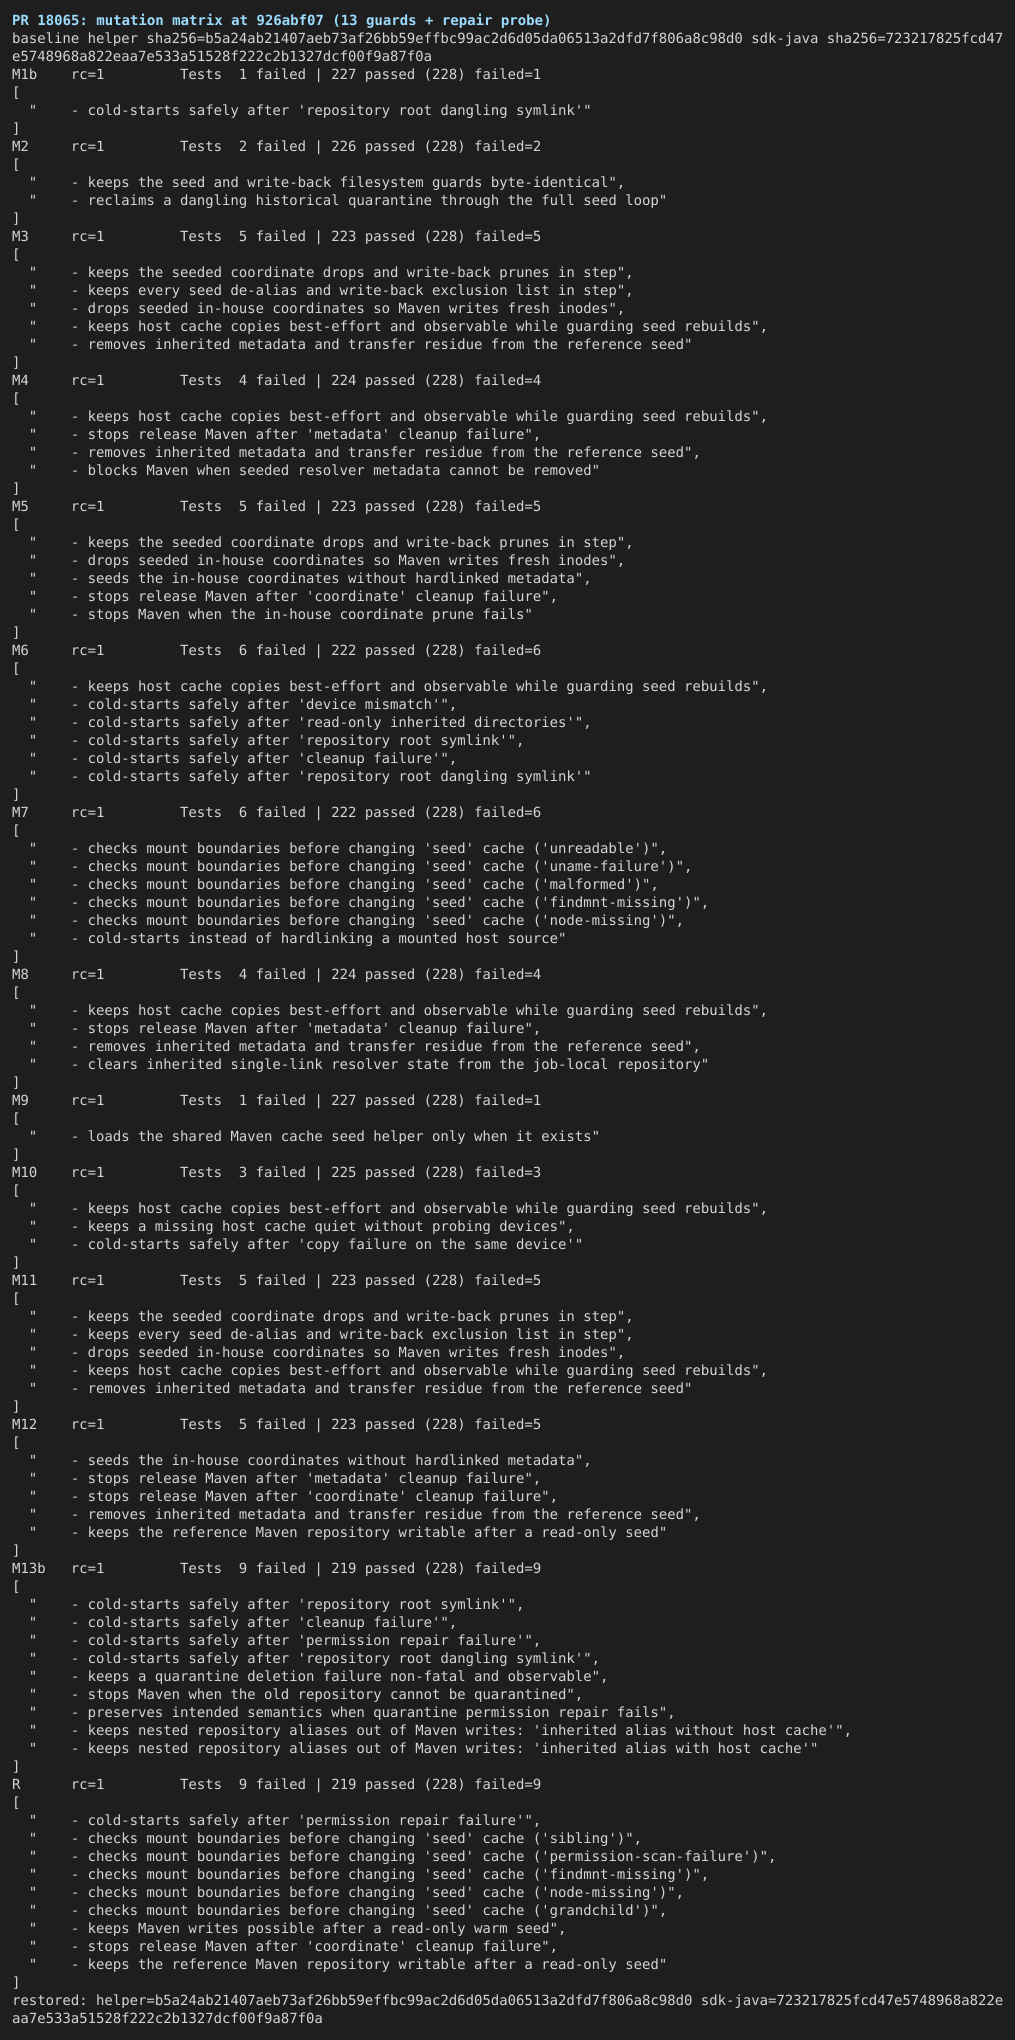 PR 18065: mutation matrix at 926abf07 (13 guards + repair probe)
baseline helper sha256=b5a24ab21407aeb73af26bb59effbc99ac2d6d05da06513a2dfd7f806a8c98d0 sdk-java sha256=723217825fcd47
e5748968a822eaa7e533a51528f222c2b1327dcf00f9a87f0a
M1b    rc=1         Tests  1 failed | 227 passed (228) failed=1
[
  "    - cold-starts safely after 'repository root dangling symlink'"
]
M2     rc=1         Tests  2 failed | 226 passed (228) failed=2
[
  "    - keeps the seed and write-back filesystem guards byte-identical",
  "    - reclaims a dangling historical quarantine through the full seed loop"
]
M3     rc=1         Tests  5 failed | 223 passed (228) failed=5
[
  "    - keeps the seeded coordinate drops and write-back prunes in step",
  "    - keeps every seed de-alias and write-back exclusion list in step",
  "    - drops seeded in-house coordinates so Maven writes fresh inodes",
  "    - keeps host cache copies best-effort and observable while guarding seed rebuilds",
  "    - removes inherited metadata and transfer residue from the reference seed"
]
M4     rc=1         Tests  4 failed | 224 passed (228) failed=4
[
  "    - keeps host cache copies best-effort and observable while guarding seed rebuilds",
  "    - stops release Maven after 'metadata' cleanup failure",
  "    - removes inherited metadata and transfer residue from the reference seed",
  "    - blocks Maven when seeded resolver metadata cannot be removed"
]
M5     rc=1         Tests  5 failed | 223 passed (228) failed=5
[
  "    - keeps the seeded coordinate drops and write-back prunes in step",
  "    - drops seeded in-house coordinates so Maven writes fresh inodes",
  "    - seeds the in-house coordinates without hardlinked metadata",
  "    - stops release Maven after 'coordinate' cleanup failure",
  "    - stops Maven when the in-house coordinate prune fails"
]
M6     rc=1         Tests  6 failed | 222 passed (228) failed=6
[
  "    - keeps host cache copies best-effort and observable while guarding seed rebuilds",
  "    - cold-starts safely after 'device mismatch'",
  "    - cold-starts safely after 'read-only inherited directories'",
  "    - cold-starts safely after 'repository root symlink'",
  "    - cold-starts safely after 'cleanup failure'",
  "    - cold-starts safely after 'repository root dangling symlink'"
]
M7     rc=1         Tests  6 failed | 222 passed (228) failed=6
[
  "    - checks mount boundaries before changing 'seed' cache ('unreadable')",
  "    - checks mount boundaries before changing 'seed' cache ('uname-failure')",
  "    - checks mount boundaries before changing 'seed' cache ('malformed')",
  "    - checks mount boundaries before changing 'seed' cache ('findmnt-missing')",
  "    - checks mount boundaries before changing 'seed' cache ('node-missing')",
  "    - cold-starts instead of hardlinking a mounted host source"
]
M8     rc=1         Tests  4 failed | 224 passed (228) failed=4
[
  "    - keeps host cache copies best-effort and observable while guarding seed rebuilds",
  "    - stops release Maven after 'metadata' cleanup failure",
  "    - removes inherited metadata and transfer residue from the reference seed",
  "    - clears inherited single-link resolver state from the job-local repository"
]
M9     rc=1         Tests  1 failed | 227 passed (228) failed=1
[
  "    - loads the shared Maven cache seed helper only when it exists"
]
M10    rc=1         Tests  3 failed | 225 passed (228) failed=3
[
  "    - keeps host cache copies best-effort and observable while guarding seed rebuilds",
  "    - keeps a missing host cache quiet without probing devices",
  "    - cold-starts safely after 'copy failure on the same device'"
]
M11    rc=1         Tests  5 failed | 223 passed (228) failed=5
[
  "    - keeps the seeded coordinate drops and write-back prunes in step",
  "    - keeps every seed de-alias and write-back exclusion list in step",
  "    - drops seeded in-house coordinates so Maven writes fresh inodes",
  "    - keeps host cache copies best-effort and observable while guarding seed rebuilds",
  "    - removes inherited metadata and transfer residue from the reference seed"
]
M12    rc=1         Tests  5 failed | 223 passed (228) failed=5
[
  "    - seeds the in-house coordinates without hardlinked metadata",
  "    - stops release Maven after 'metadata' cleanup failure",
  "    - stops release Maven after 'coordinate' cleanup failure",
  "    - removes inherited metadata and transfer residue from the reference seed",
  "    - keeps the reference Maven repository writable after a read-only seed"
]
M13b   rc=1         Tests  9 failed | 219 passed (228) failed=9
[
  "    - cold-starts safely after 'repository root symlink'",
  "    - cold-starts safely after 'cleanup failure'",
  "    - cold-starts safely after 'permission repair failure'",
  "    - cold-starts safely after 'repository root dangling symlink'",
  "    - keeps a quarantine deletion failure non-fatal and observable",
  "    - stops Maven when the old repository cannot be quarantined",
  "    - preserves intended semantics when quarantine permission repair fails",
  "    - keeps nested repository aliases out of Maven writes: 'inherited alias without host cache'",
  "    - keeps nested repository aliases out of Maven writes: 'inherited alias with host cache'"
]
R      rc=1         Tests  9 failed | 219 passed (228) failed=9
[
  "    - cold-starts safely after 'permission repair failure'",
  "    - checks mount boundaries before changing 'seed' cache ('sibling')",
  "    - checks mount boundaries before changing 'seed' cache ('permission-scan-failure')",
  "    - checks mount boundaries before changing 'seed' cache ('findmnt-missing')",
  "    - checks mount boundaries before changing 'seed' cache ('node-missing')",
  "    - checks mount boundaries before changing 'seed' cache ('grandchild')",
  "    - keeps Maven writes possible after a read-only warm seed",
  "    - stops release Maven after 'coordinate' cleanup failure",
  "    - keeps the reference Maven repository writable after a read-only seed"
]
restored: helper=b5a24ab21407aeb73af26bb59effbc99ac2d6d05da06513a2dfd7f806a8c98d0 sdk-java=723217825fcd47e5748968a822e
aa7e533a51528f222c2b1327dcf00f9a87f0a